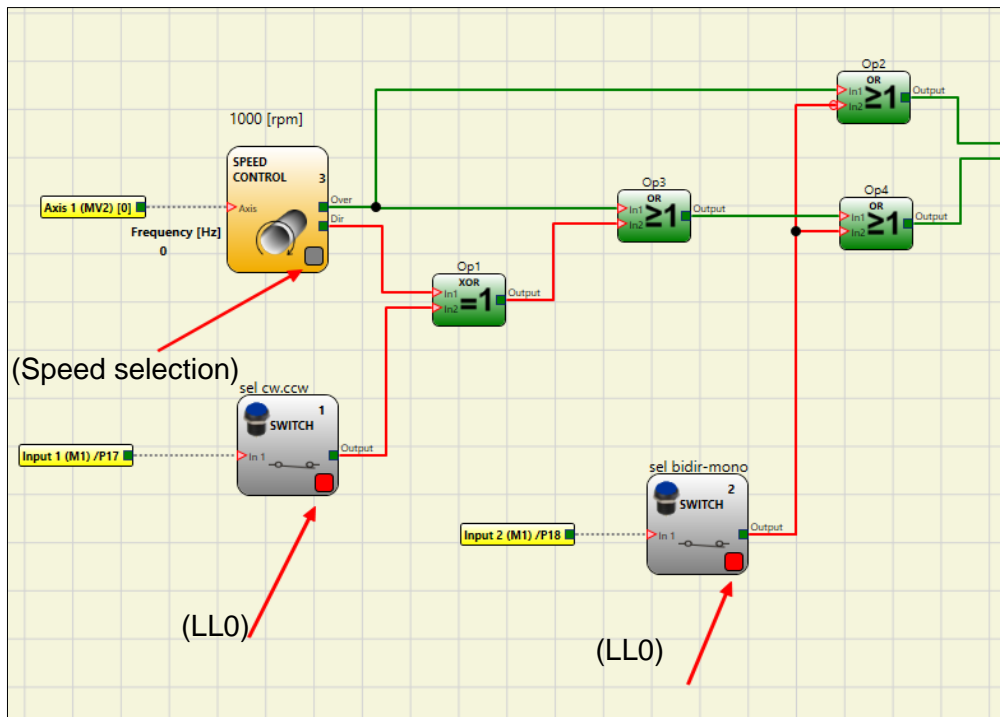 Op2
OR
In1
≥1
Output
In2
1000 [rpm]
SPEED
CONTROL
3
Over
Axis 1 (MV2) [0]
Axis
Dir
Frequency [Hz]
0
Op3
OR
In1
≥1
Output
In2
Op4
OR
In1
≥1
Output
In2
Op1
XOR
In1
=1
Output
In2
(Speed selection)
sel cw.ccw
1
SWITCH
Output
Input 1 (M1) /P17
In 1
sel bidir-mono
2
SWITCH
Output
Input 2 (M1) /P18
In 1
(LL0)
(LL0)